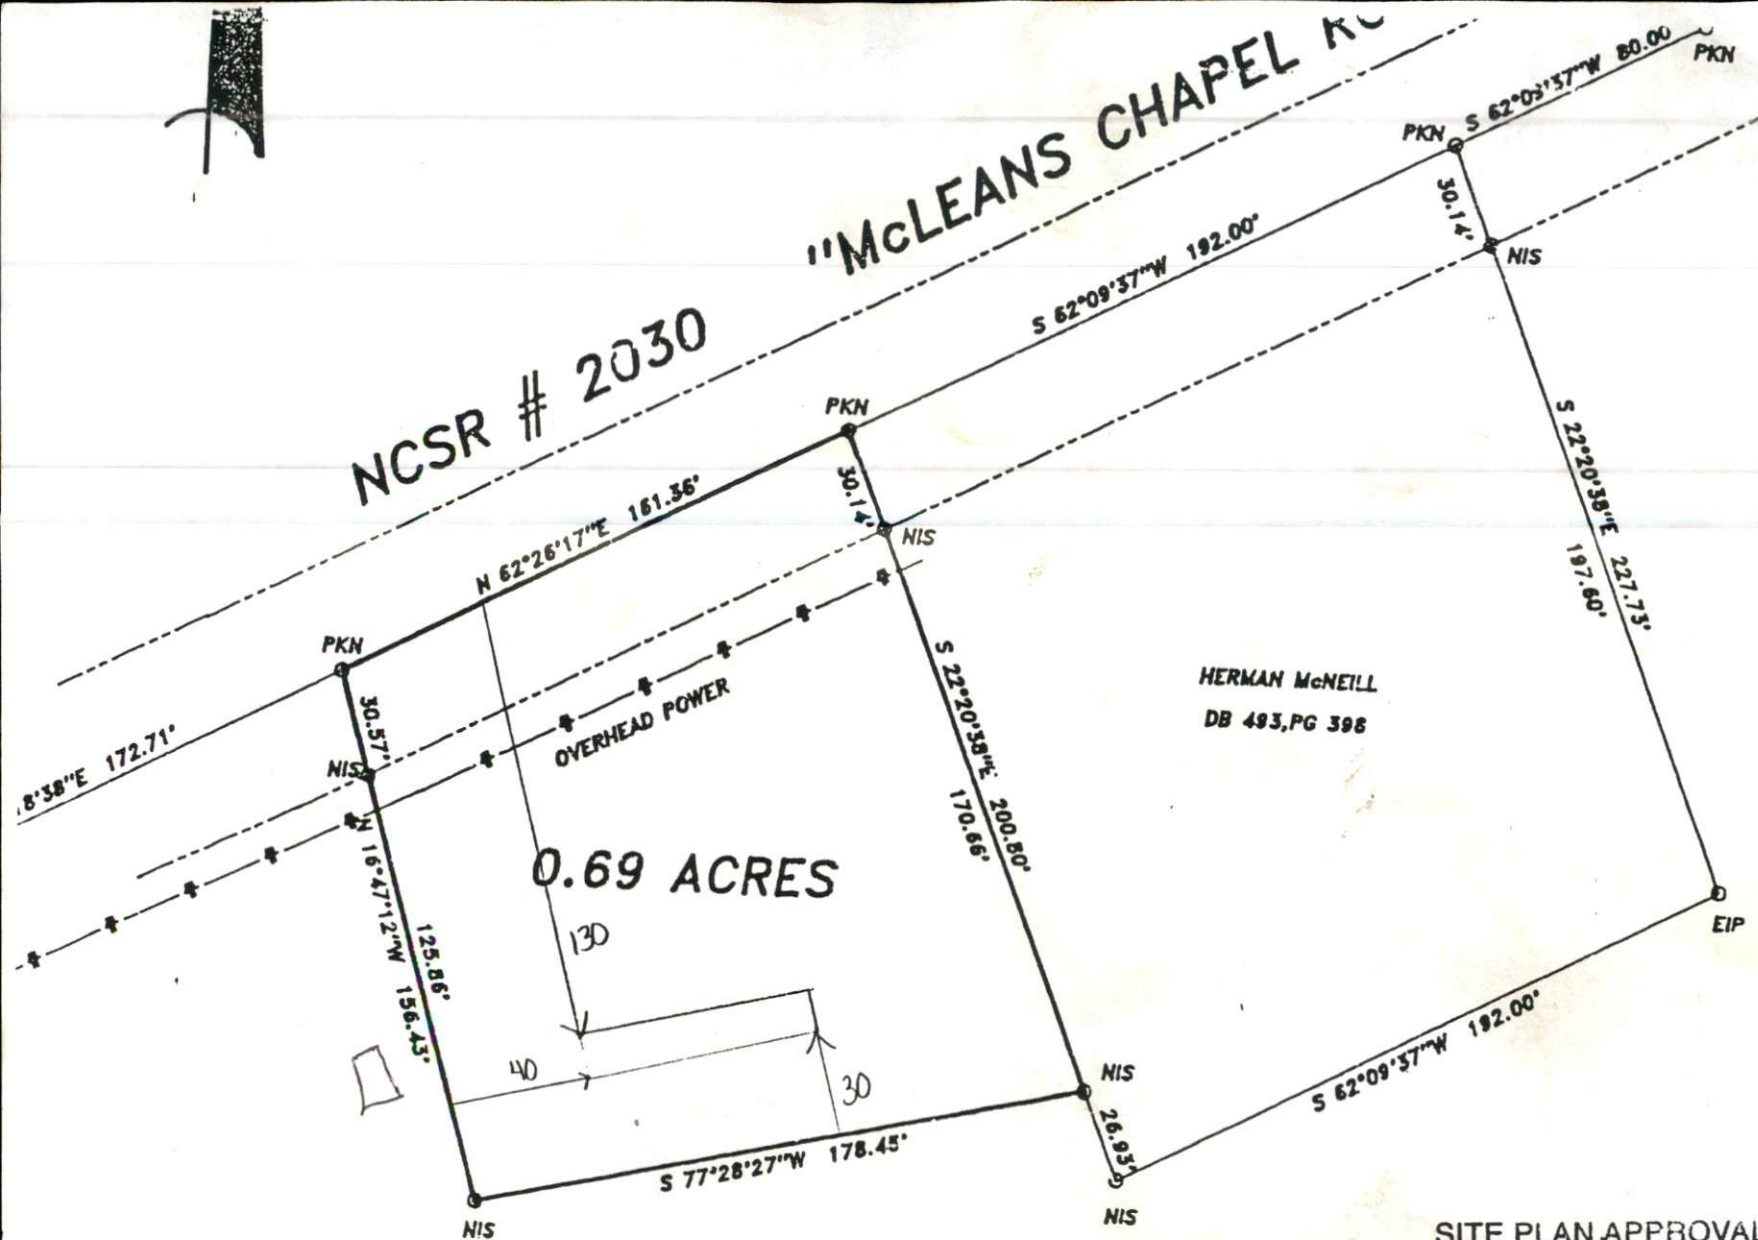 "McLEANS CHAPEL
NCSR # 2030
S 62°03'37"W 80.00
PKN
PKN
30.14'
NIS
S 62°09'37"W 192.00'
PKN
30.14'
NIS
N 62°26'17"E 161.36'
PKN
30.57'
NIS
8'38"E 172.71'
OVERHEAD POWER
S 22°20'38"E 227.73'
197.60'
HERMAN McNEILL
DB 493,PG 398
S 22°20'38"E 200.80'
170.66'
0.69 ACRES
N 16°47'12"W 156.43'
125.86'
130
40
30
EIP
NIS
26.93'
S 62°09'37"W 192.00'
S 77°28'27"W 178.45'
NIS
NIS
SITE PLAN APPROVAL